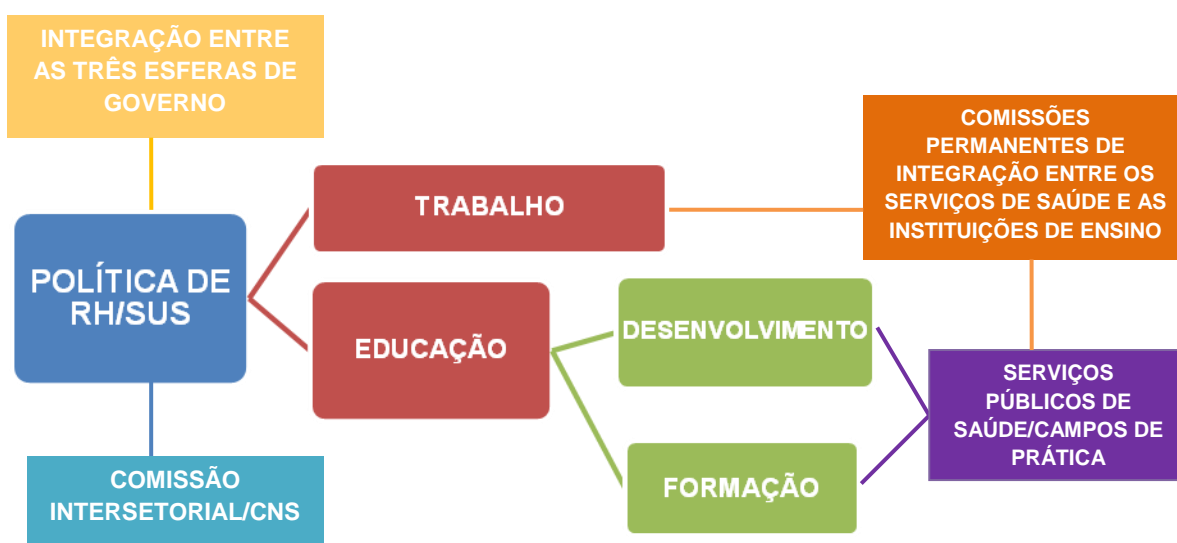 INTEGRAÇÃO ENTRE
AS TRÊS ESFERAS DE
GOVERNO
POLÍTICA DE
RH/SUS
COMISSÃO
INTERSETORIAL/CNS
TRABALHO
EDUCAÇÃO
DESENVOLVIMENTO
FORMAÇÃO
COMISSÕES
PERMANENTES DE
INTEGRAÇÃO ENTRE OS
SERVIÇOS DE SAÚDE E AS
INSTITUIÇÕES DE ENSINO
SERVIÇOS
PÚBLICOS DE
SAÚDE/CAMPOS DE
PRÁTICA